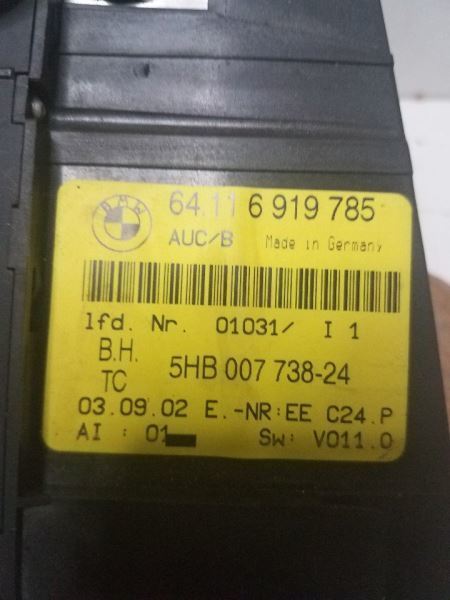 BMW
64.11 6 919 785
AUC/B Made in Germany
lfd. Nr. 01031/ I 1
B.H.
TC 5HB 007 738-24
03.09.02 E.-NR:EE C24.P
AI : 01 SW: V011.0